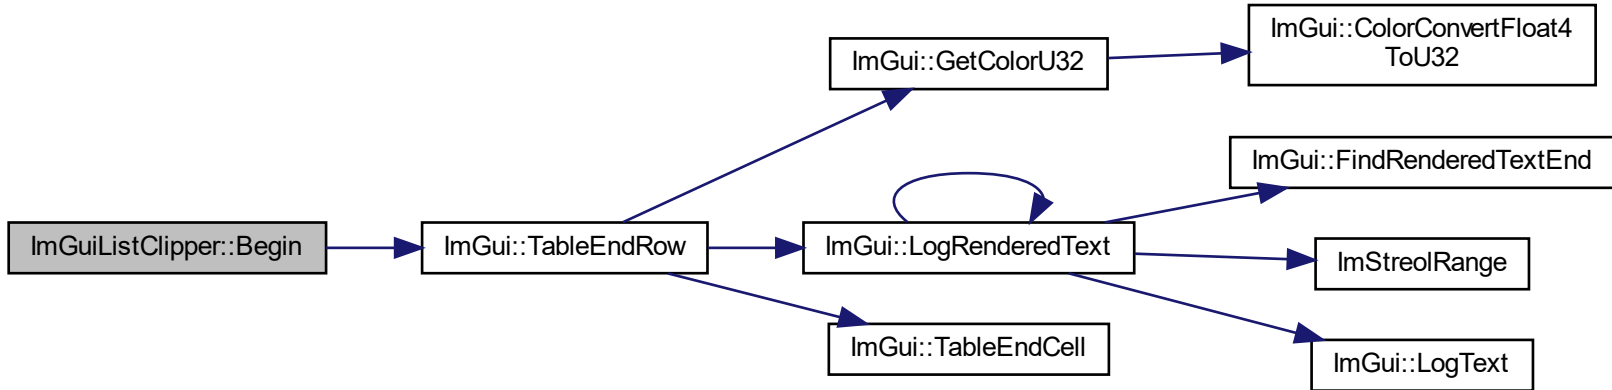 ImGuiListClipper::Begin
ImGui::TableEndRow
ImGui::GetColorU32
ImGui::ColorConvertFloat4
ToU32
ImGui::LogRenderedText
ImGui::FindRenderedTextEnd
ImStreolRange
ImGui::LogText
ImGui::TableEndCell